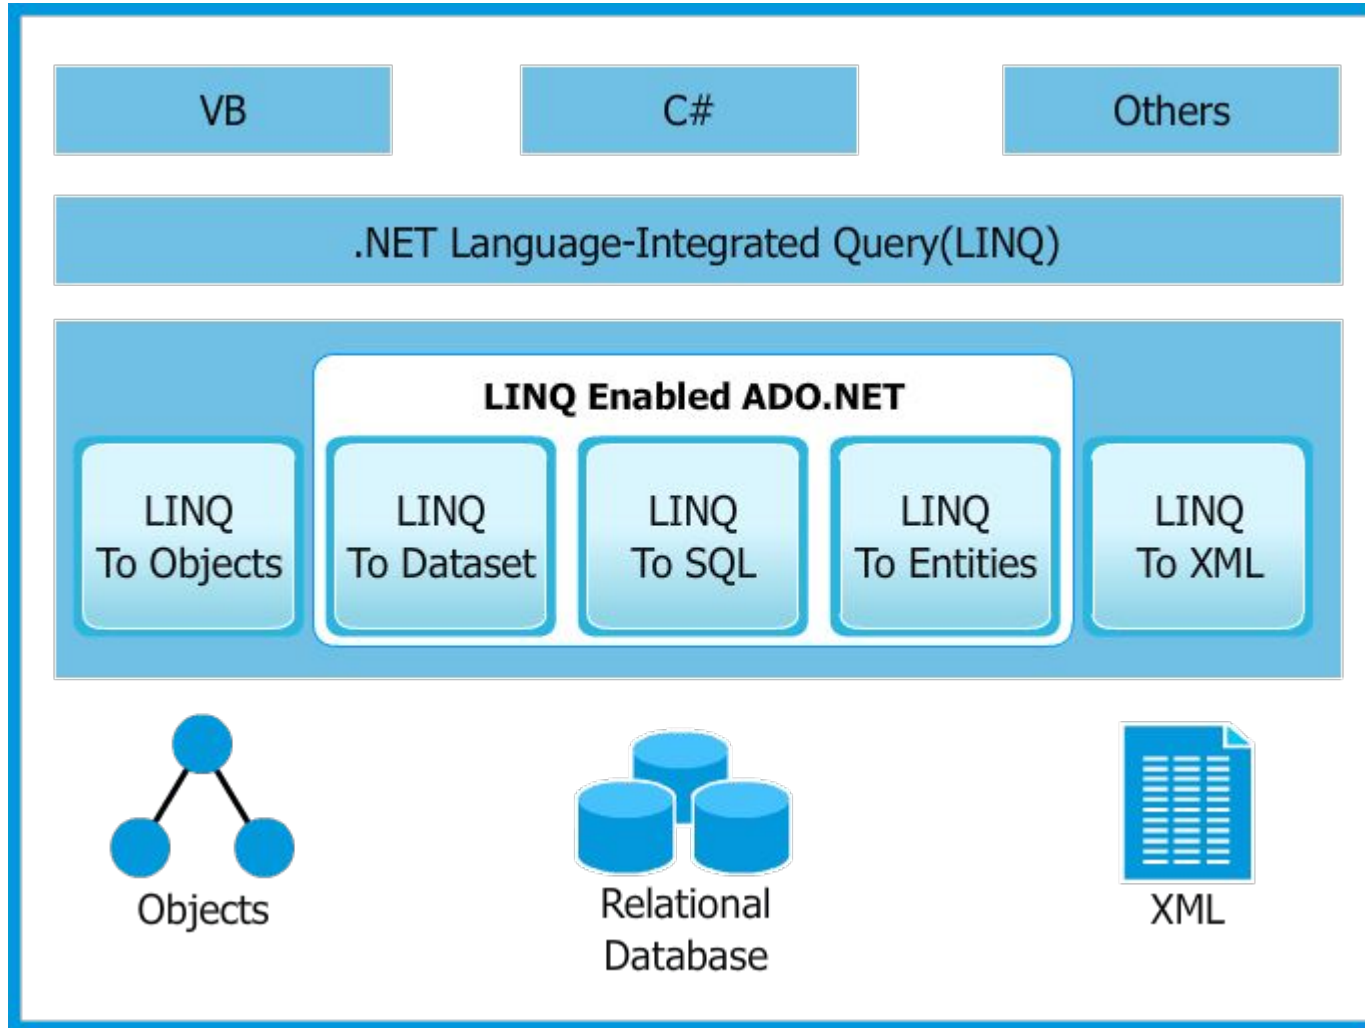 VB
C#
Others
.NET Language-Integrated Query(LINQ)
LINQ Enabled ADO.NET
LINQ
To Objects
LINQ
To Dataset
LINQ
To SQL
LINQ
To Entities
LINQ
To XML
Objects
Relational
Database
XML